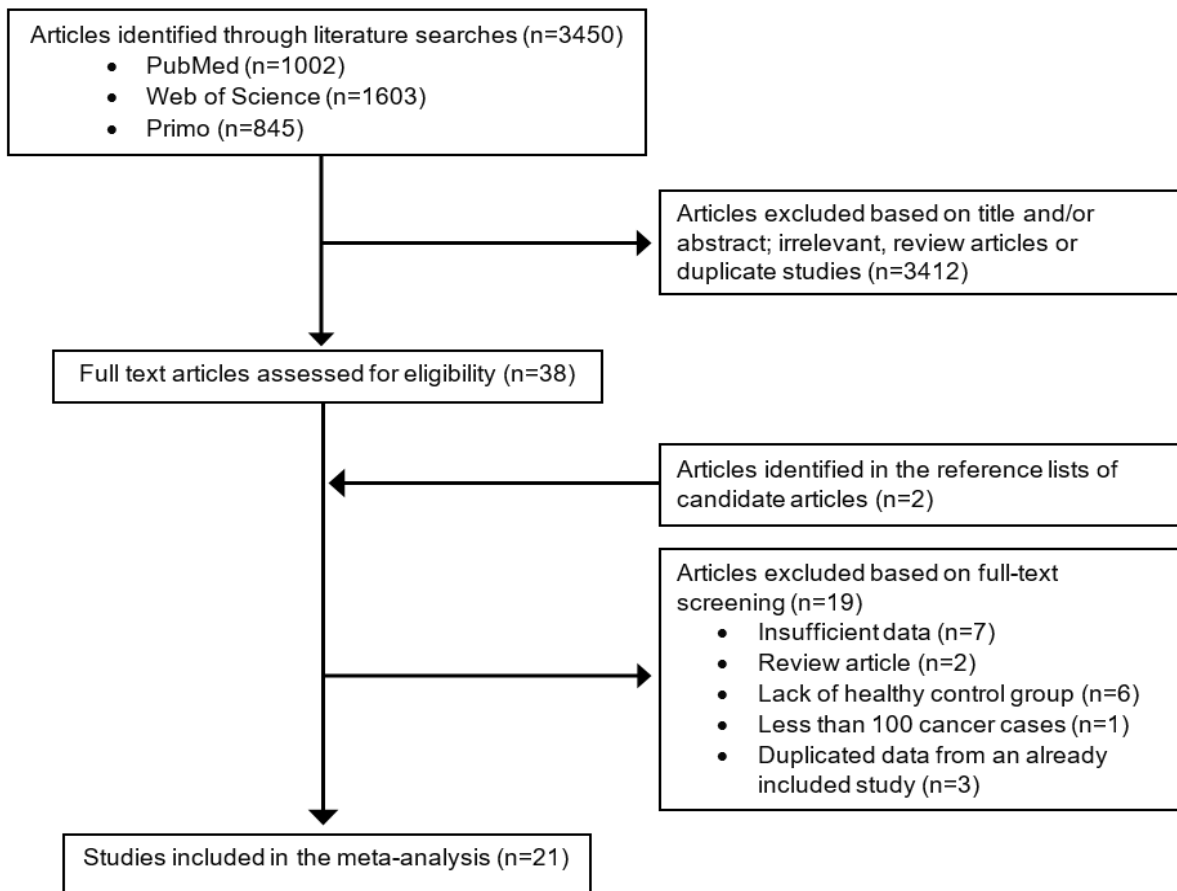 Articles identified through literature searches (n=3450)
• PubMed (n=1002)
• Web of Science (n=1603)
• Primo (n=845)
Articles excluded based on title and/or
abstract; irrelevant, review articles or
duplicate studies (n=3412)
Full text articles assessed for eligibility (n=38)
Articles identified in the reference lists of
candidate articles (n=2)
Articles excluded based on full-text
screening (n=19)
• Insufficient data (n=7)
• Review article (n=2)
• Lack of healthy control group (n=6)
• Less than 100 cancer cases (n=1)
• Duplicated data from an already
included study (n=3)
Studies included in the meta-analysis (n=21)